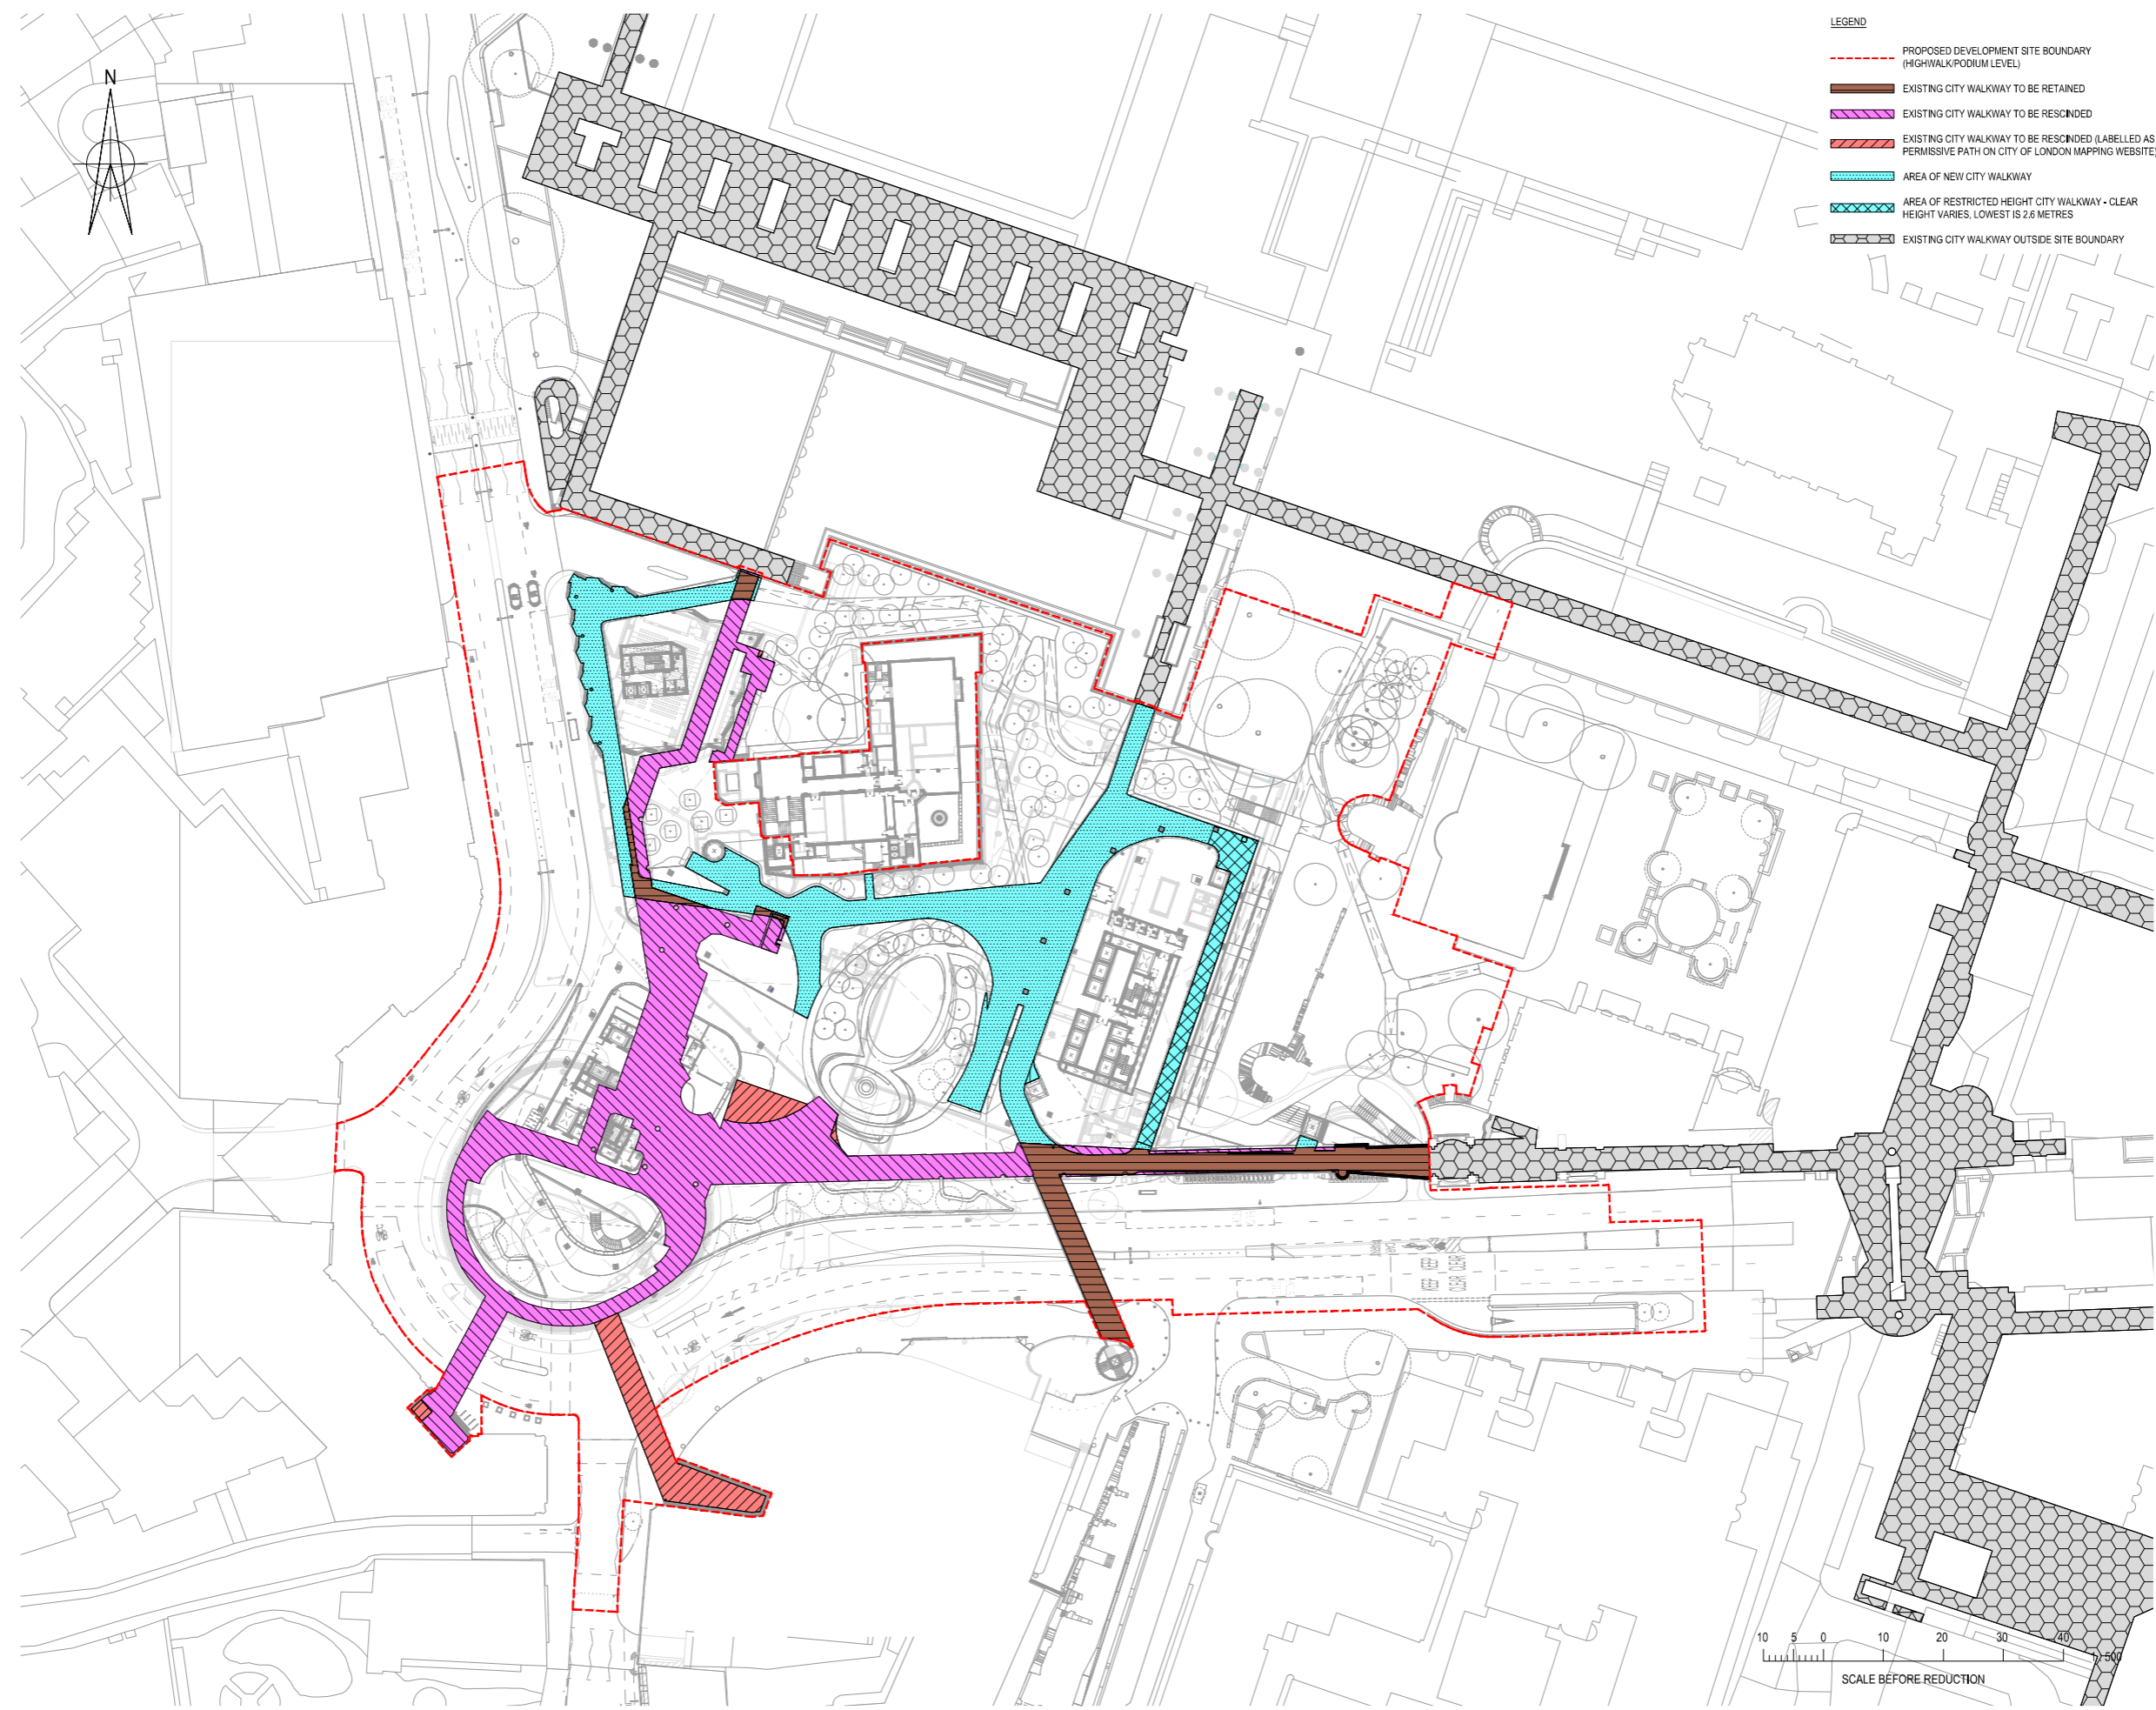 LEGEND
PROPOSED DEVELOPMENT SITE BOUNDARY
(HIGHWALK/PODIUM LEVEL)
EXISTING CITY WALKWAY TO BE RETAINED
EXISTING CITY WALKWAY TO BE RESCINDED
EXISTING CITY WALKWAY TO BE RESCINDED (LABELLED AS
PERMISSIVE PATH ON CITY OF LONDON MAPPING WEBSITE)
AREA OF NEW CITY WALKWAY
AREA OF RESTRICTED HEIGHT CITY WALKWAY - CLEAR
HEIGHT VARIES, LOWEST IS 2.6 METRES
EXISTING CITY WALKWAY OUTSIDE SITE BOUNDARY
N
10 5 0 10 20 30 40
1:500
SCALE BEFORE REDUCTION